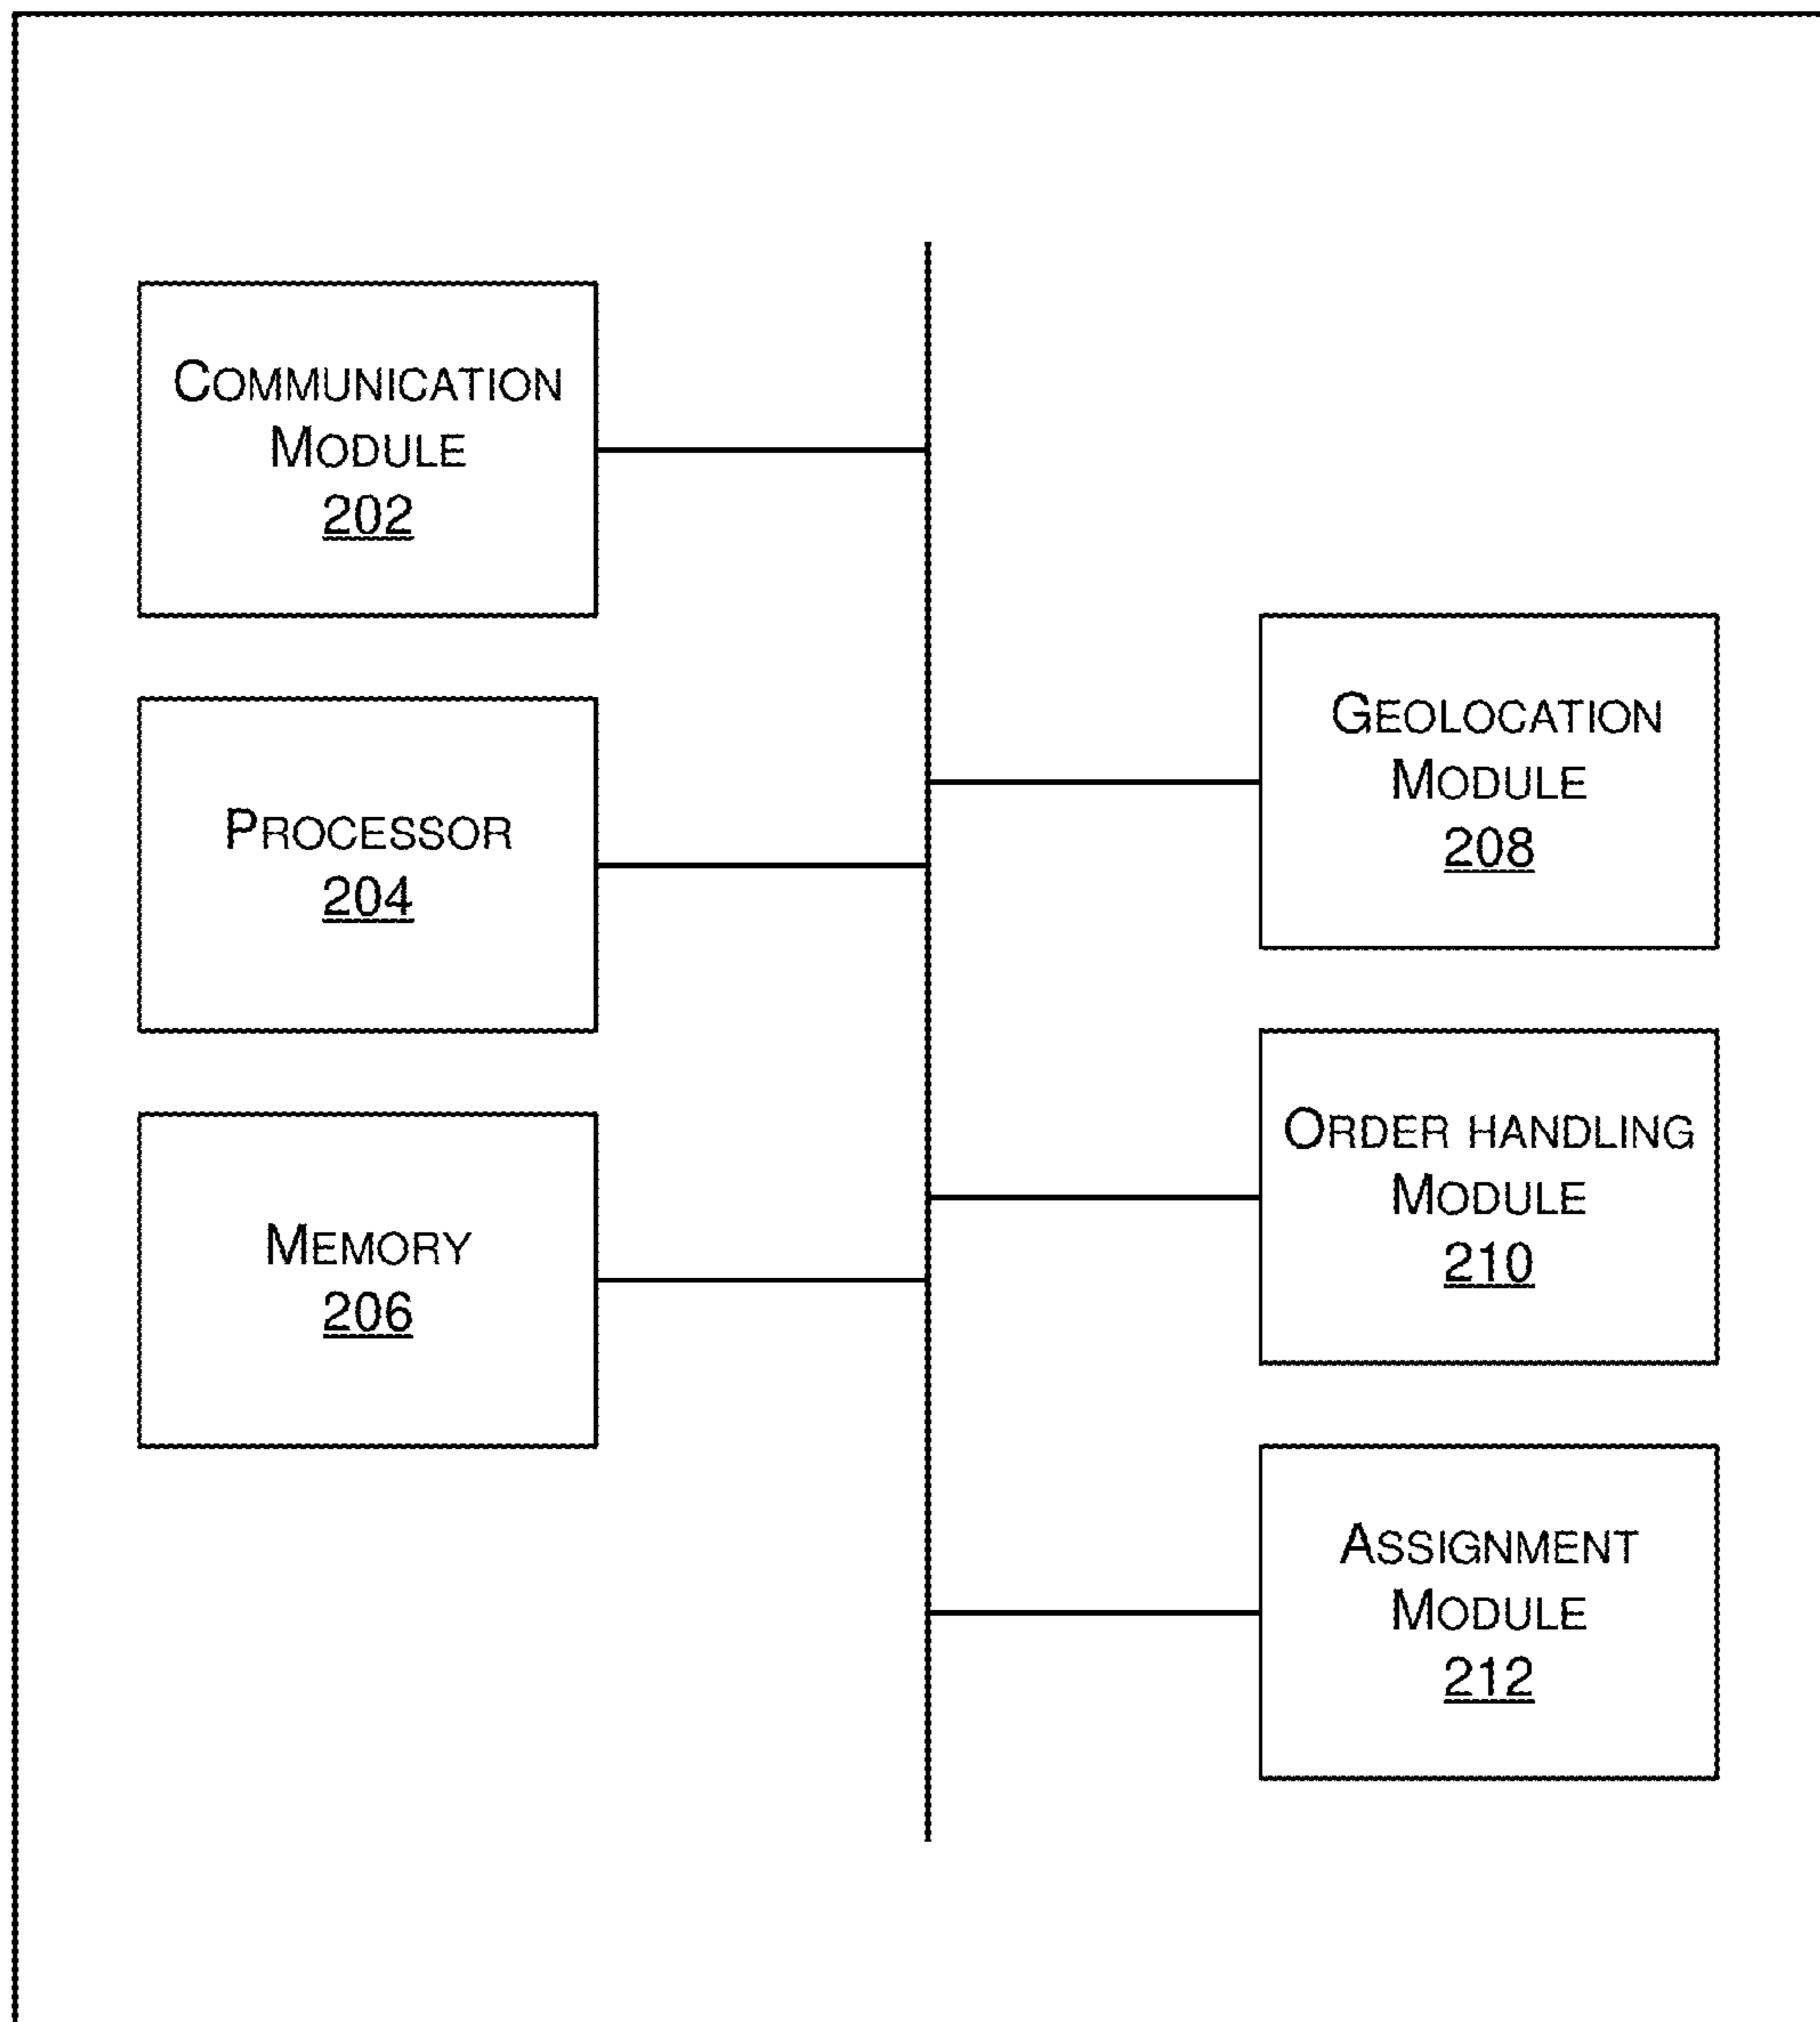 COMMUNICATION
MODULE
202
PROCESSOR
204
MEMORY
206
GEOLOCATION
MODULE
208
ORDER HANDLING
MODULE
210
ASSIGNMENT
MODULE
212